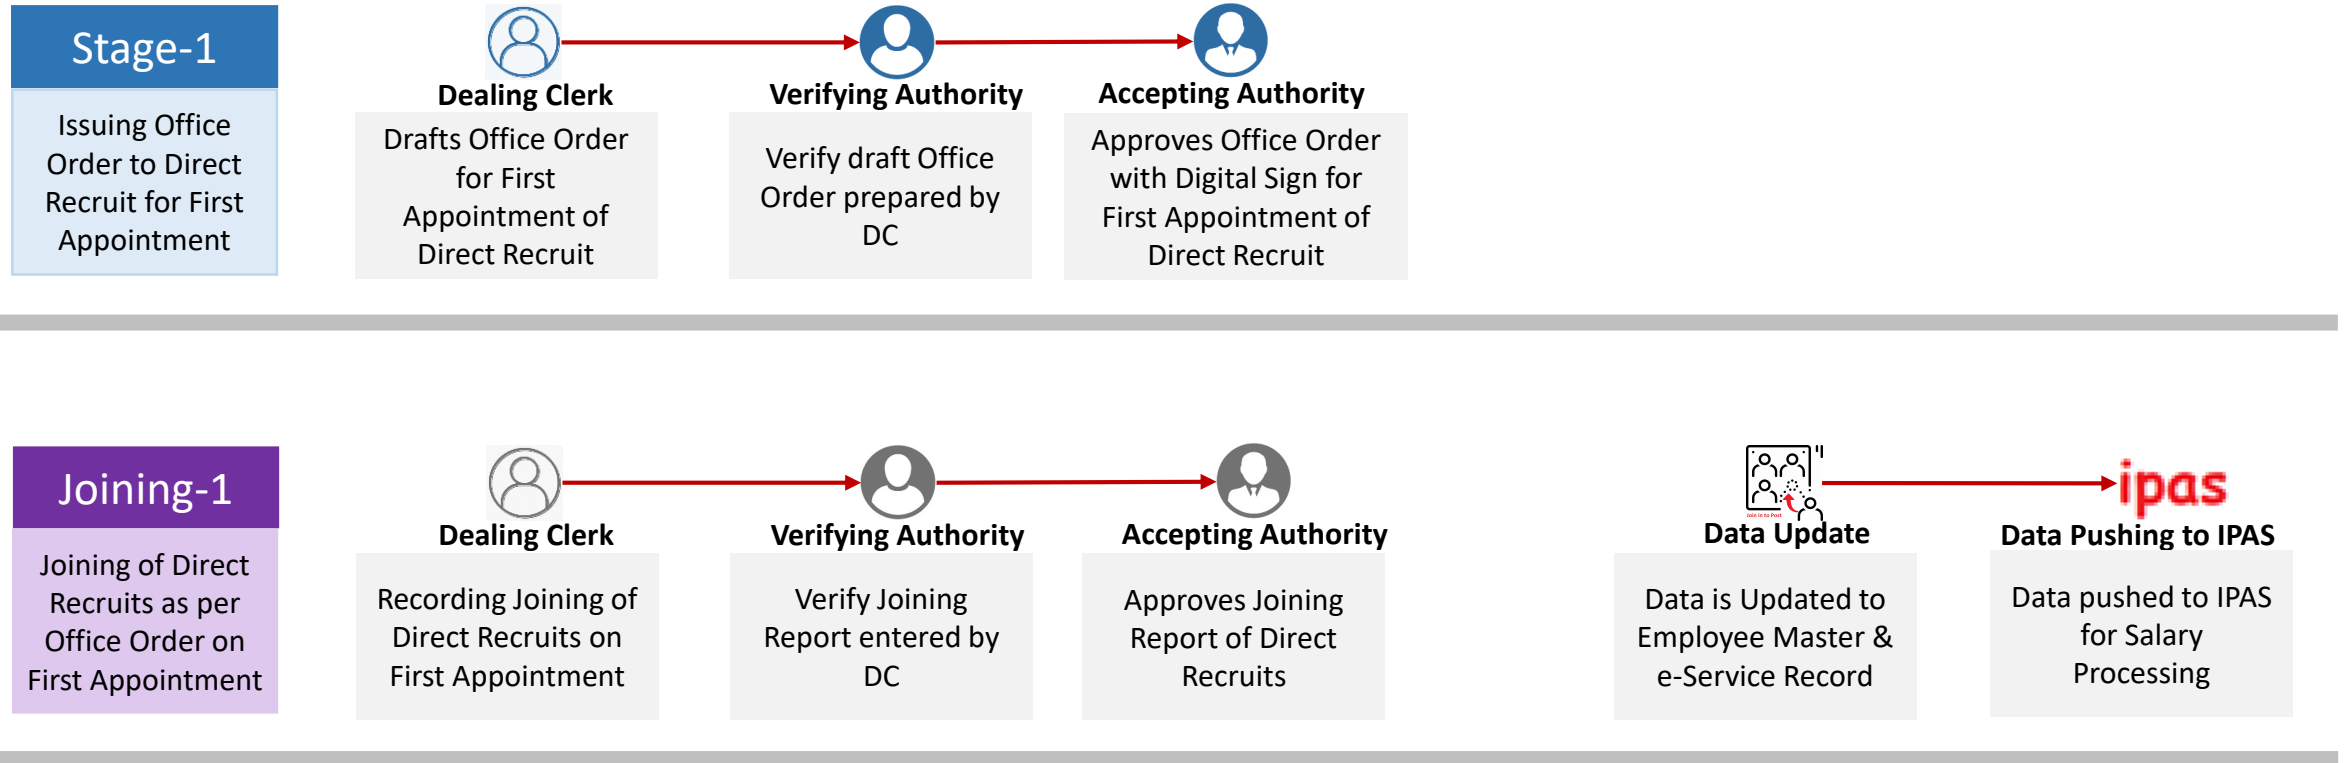 Stage-1
Issuing Office
Order to Direct
Recruit for First
Appointment
Dealing Clerk
Drafts Office Order
for First
Appointment of
Direct Recruit
Verifying Authority
Verify draft Office
Order prepared by
DC
Accepting Authority
Approves Office Order
with Digital Sign for
First Appointment of
Direct Recruit
Joining-1
Joining of Direct
Recruits as per
Office Order on
First Appointment
Dealing Clerk
Recording Joining of
Direct Recruits on
First Appointment
Verifying Authority
Verify Joining
Report entered by
DC
Accepting Authority
Approves Joining
Report of Direct
Recruits
Join in to Post
Data Update
Data is Updated to
Employee Master &
e-Service Record
ipas
Data Pushing to IPAS
Data pushed to IPAS
for Salary
Processing